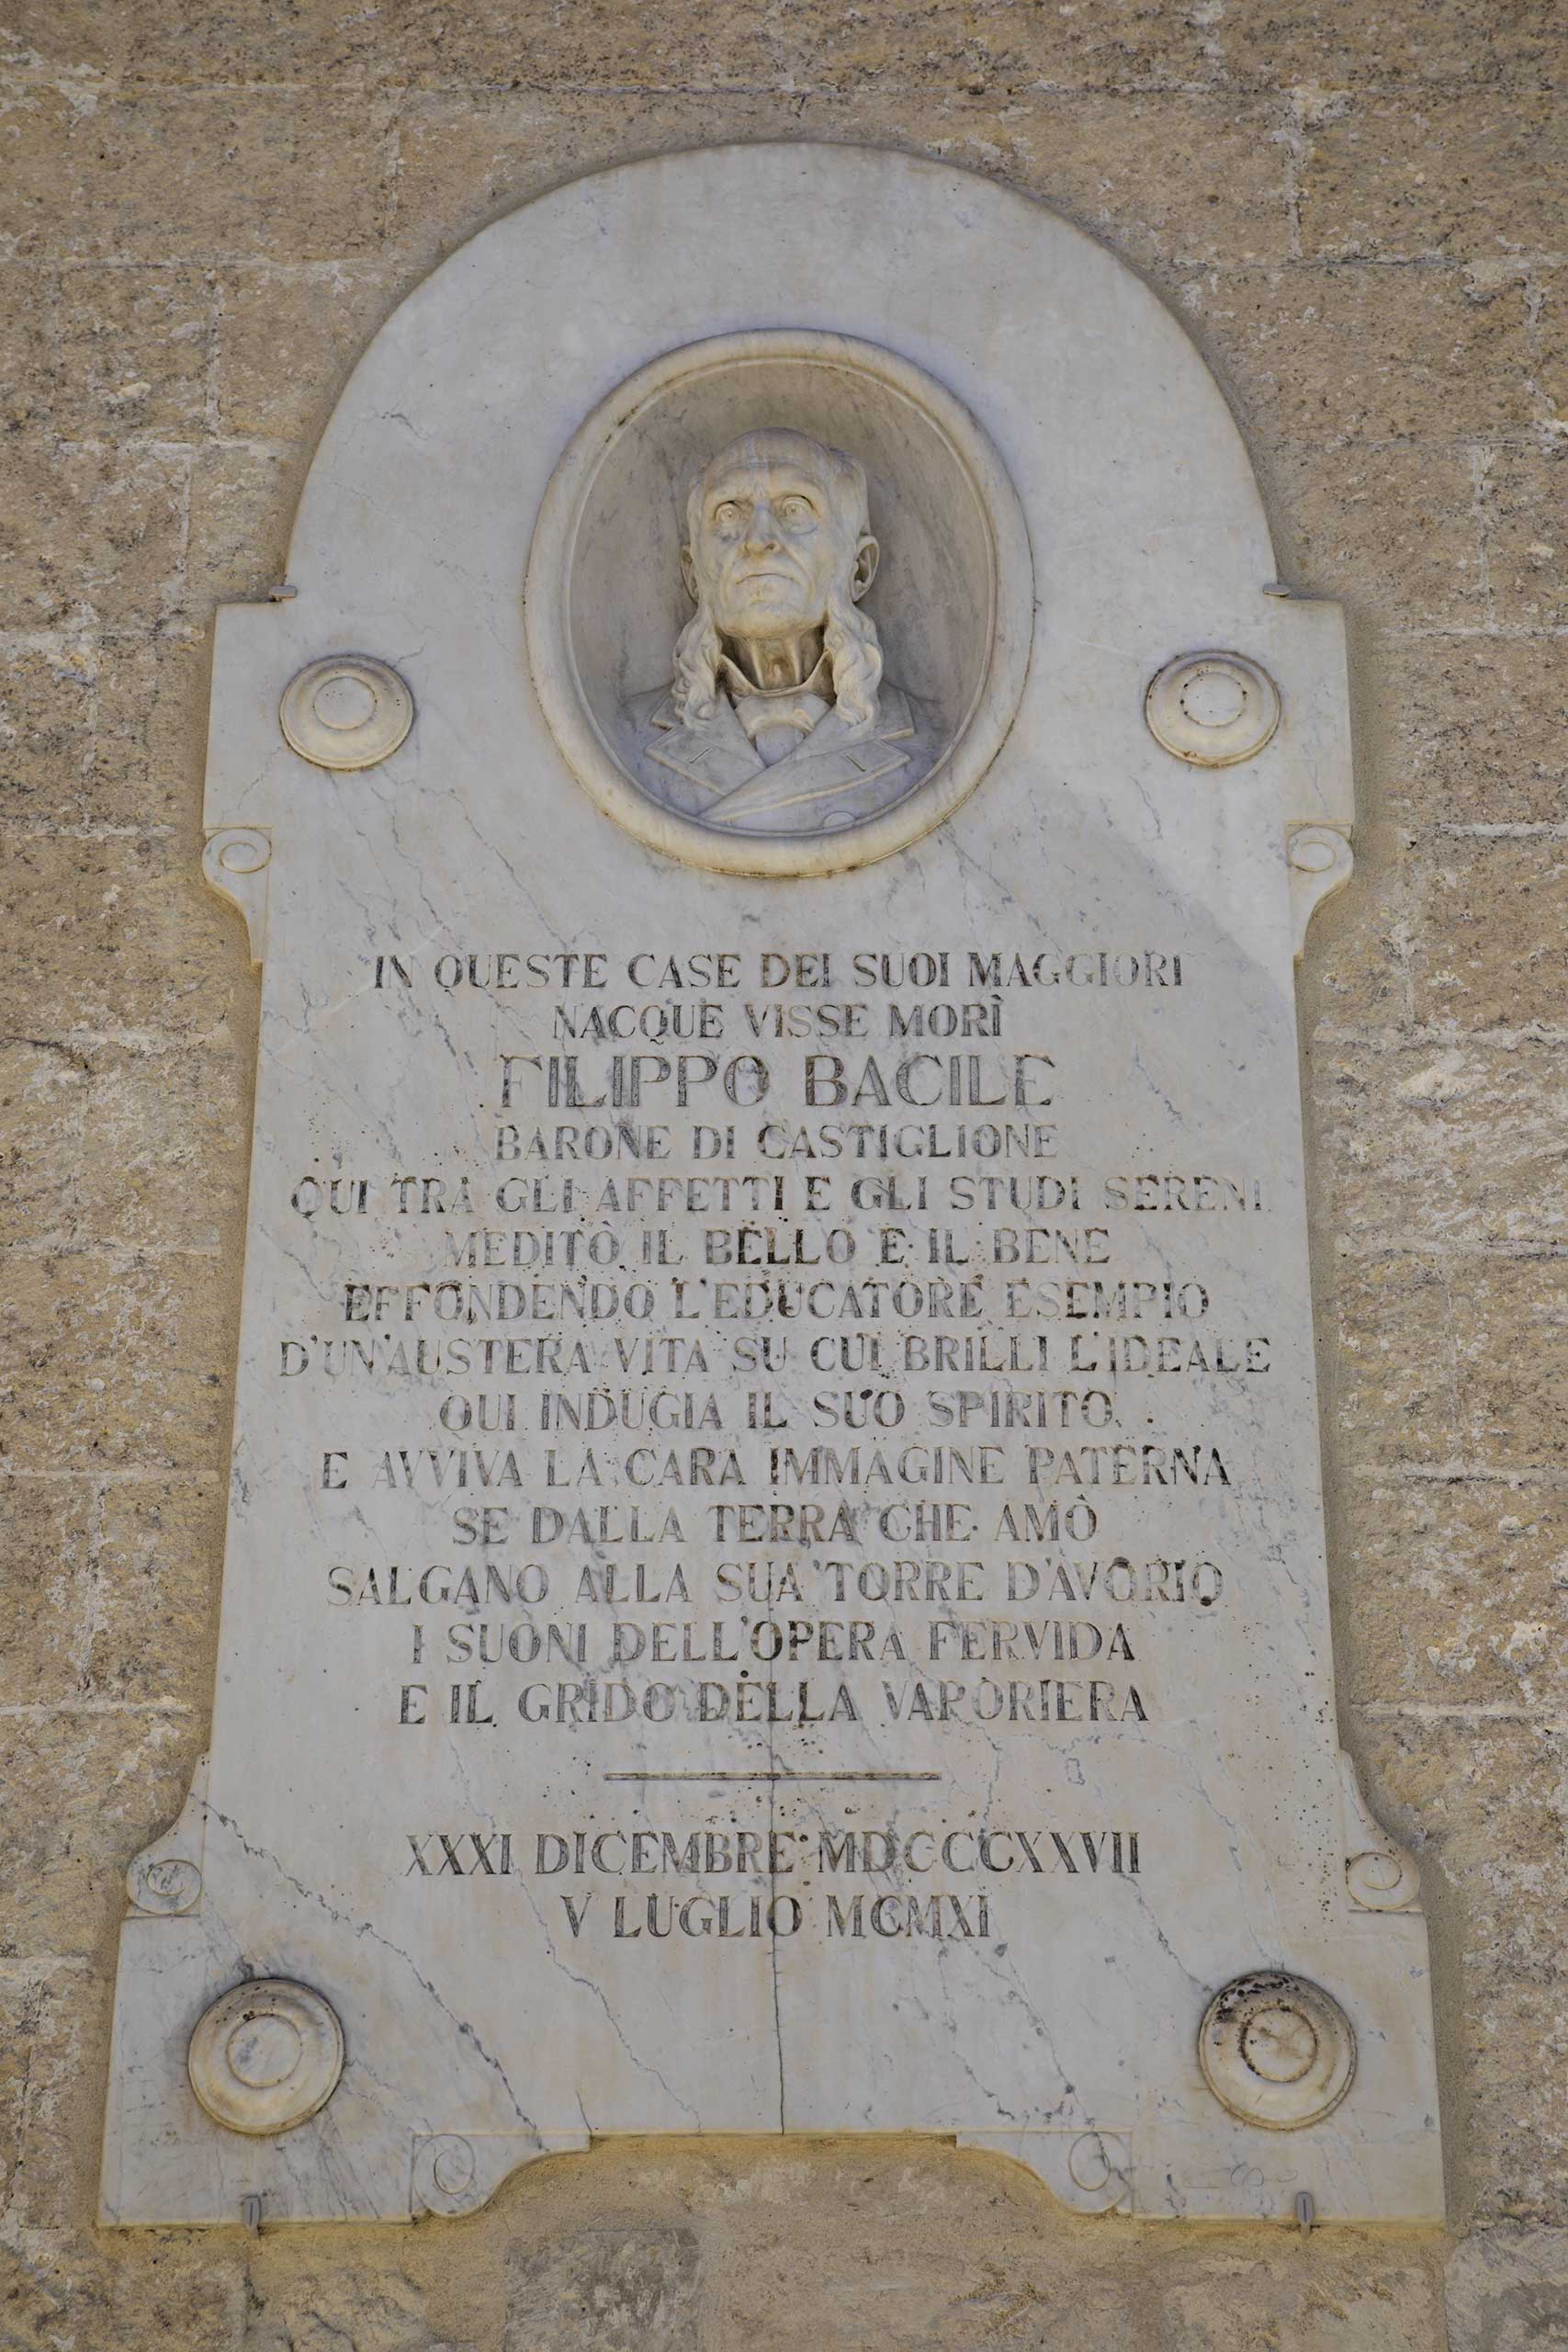 IN QUESTE CASE DEI SUOI MAGGIORI
NACQUE VISSE MORÌ
FILIPPO BACILE
BARONE DI CASTIGLIONE
QUI TRA GLI AFFETTI E GLI STUDI SERENI
MEDITÒ IL BELLO E IL BENE
EFFONDENDO L'EDUCATORE ESEMPIO
D'UN'AUSTERA VITA SU CUI BRILLI L'IDEALE
QUI INDUGIA IL SUO SPIRITO
E AVVIVA LA CARA IMMAGINE PATERNA
SE DALLA TERRA CHE AMÒ
SALGANO ALLA SUA TORRE D'AVORIO
I SUONI DELL'OPERA FERVIDA
E IL GRIDO DELLA VAPORIERA
XXXI DICEMBRE MDCCCXXVII
V LUGLIO MCMXI